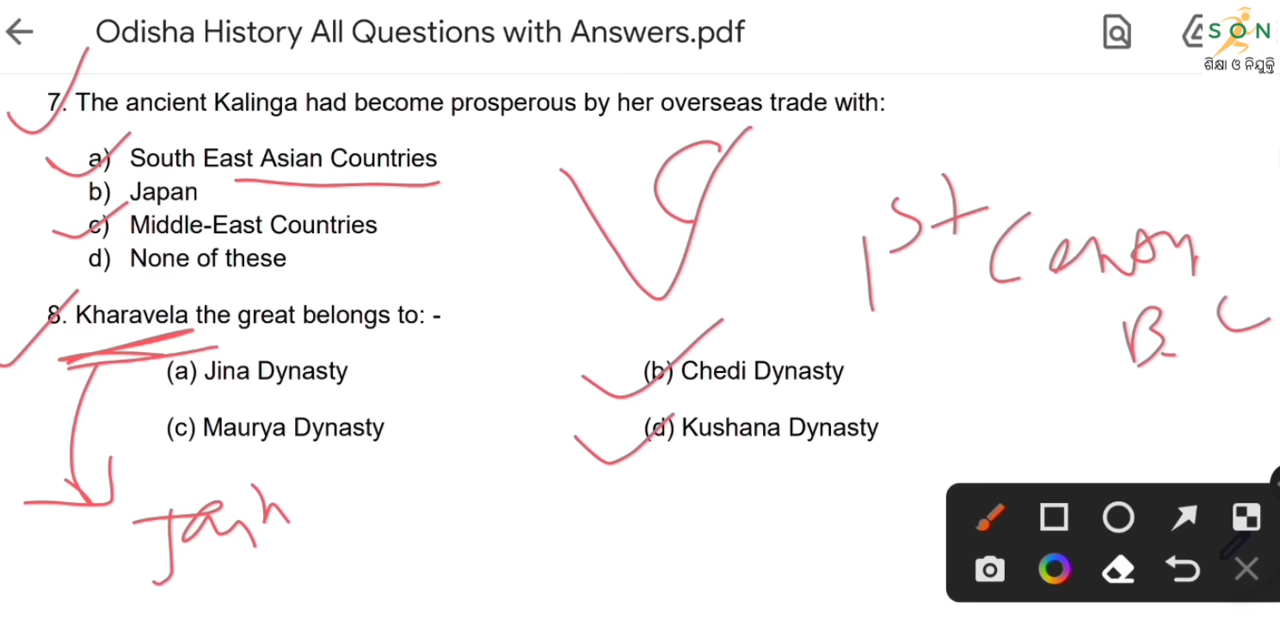 Odisha History All Questions with Answers.pdf
SON
ଶିକ୍ଷା ଓ ନିଯୁକ୍ତି
7. The ancient Kalinga had become prosperous by her overseas trade with:
a) South East Asian Countries
b) Japan
c) Middle-East Countries
d) None of these
1st
BC
8. Kharavela the great belongs to: -
(a) Jina Dynasty (b) Chedi Dynasty
(c) Maurya Dynasty (d) Kushana Dynasty
Jain